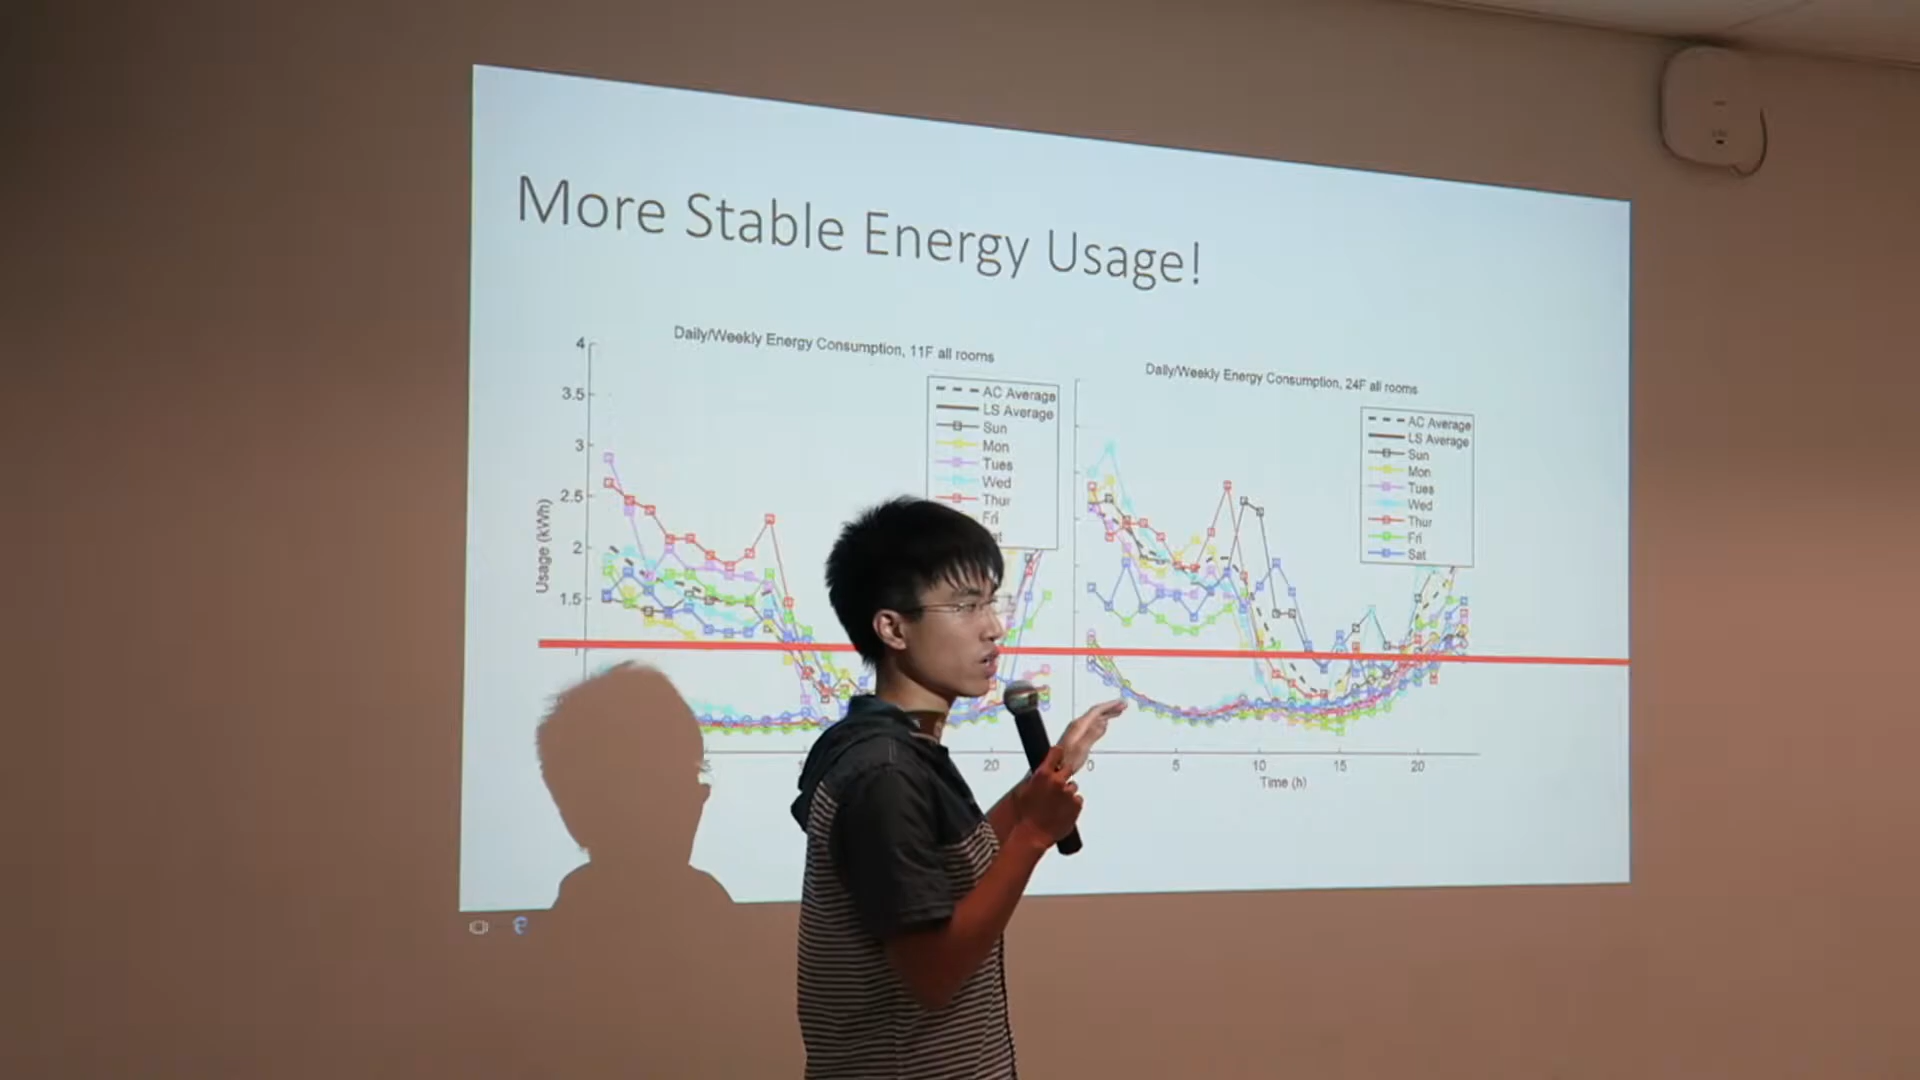 More Stable Energy Usage!
Daily/Weekly Energy Consumption, 11F all rooms
4
3.5
3
2.5
2
1.5
1
Usage (kWh)
AC Average
LS Average
Sun
Mon
Tues
Wed
Thur
Fri
20
Daily/Weekly Energy Consumption, 24F all rooms
AC Average
LS Average
Sun
Mon
Tues
Wed
Thur
Fri
Sat
0
5
10
15
20
Time (h)